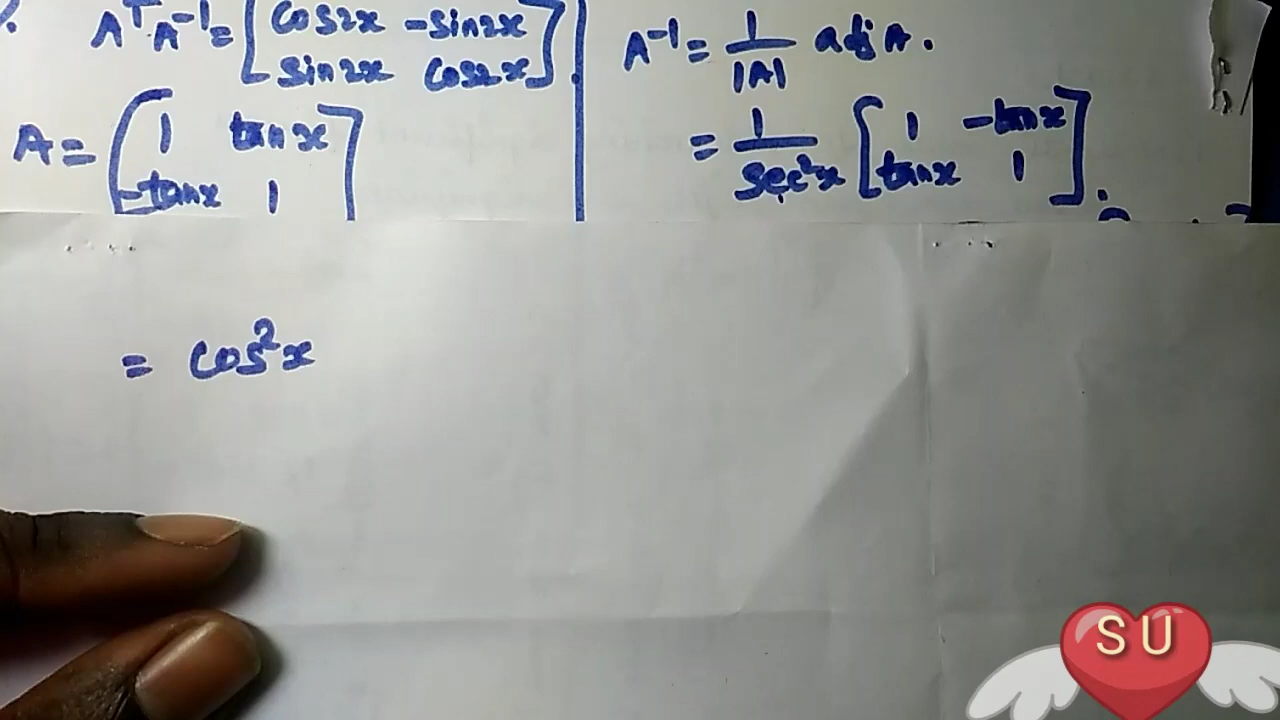 Aᵀ.A⁻¹ = [cos2x -sin2x
sin2x cos2x].
A = [1 tanx
-tanx 1]
A⁻¹ = 1/|A| adj A.
= 1/sec²x [1 -tanx
tanx 1].
= cos²x
SU